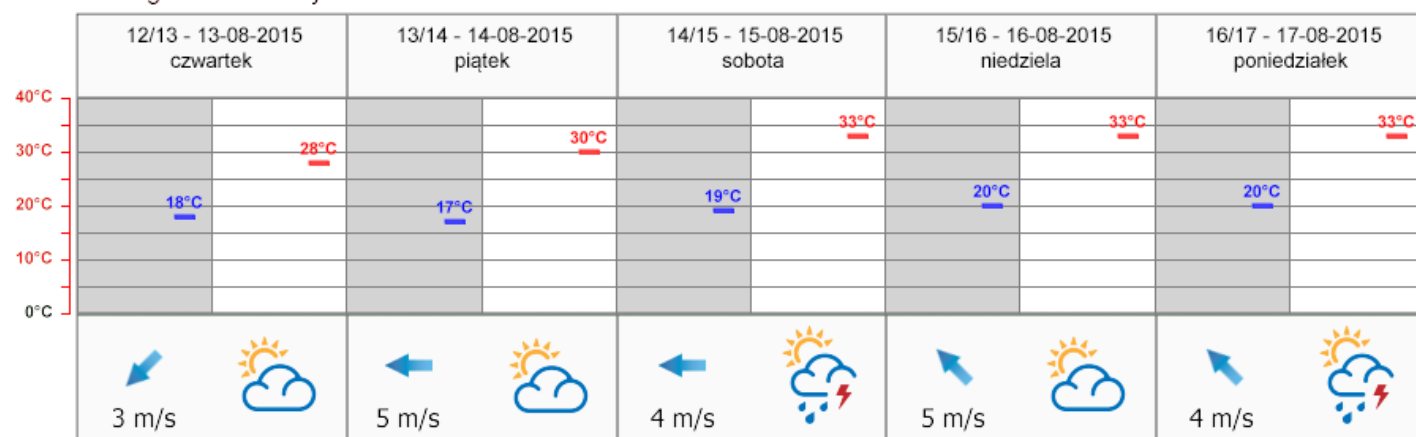 12/13 - 13-08-2015 13/14 - 14-08-2015 14/15 - 15-08-2015 15/16 - 16-08-2015 16/17 - 17-08-2015
czwartek piątek sobota niedziela poniedziałek
40°C
33°C 33°C 33°C
30°C
28°C
30°C
20°C 20°C
19°C
18°C
17°C
20°C
10°C
0°C
3 m/s 5 m/s 4 m/s 5 m/s 4 m/s